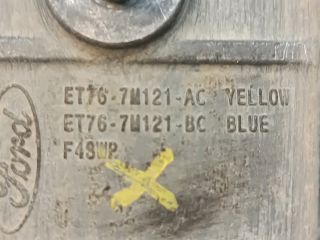 Ford
ET76-7M121-AC YELLOW
ET76-7M121-BC BLUE
F4SWP